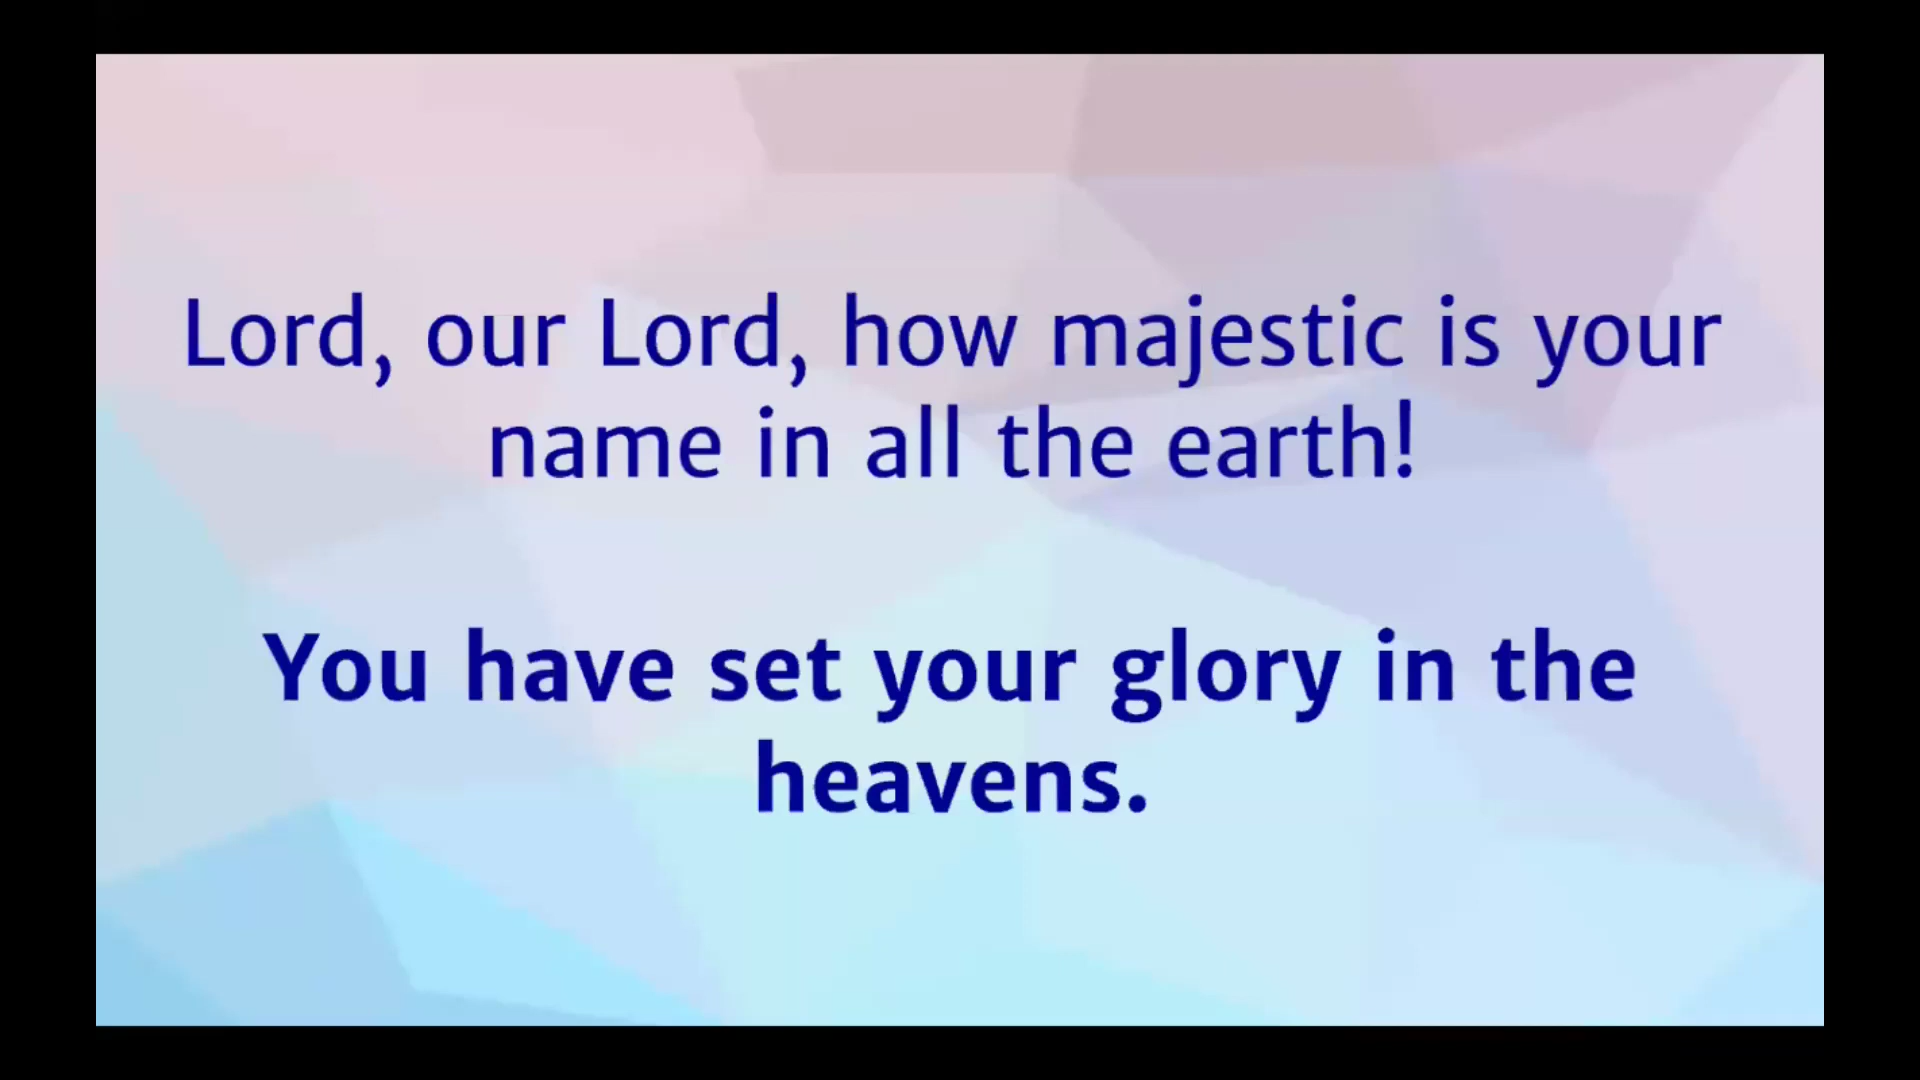 Lord, our Lord, how majestic is your
name in all the earth!
You have set your glory in the
heavens.